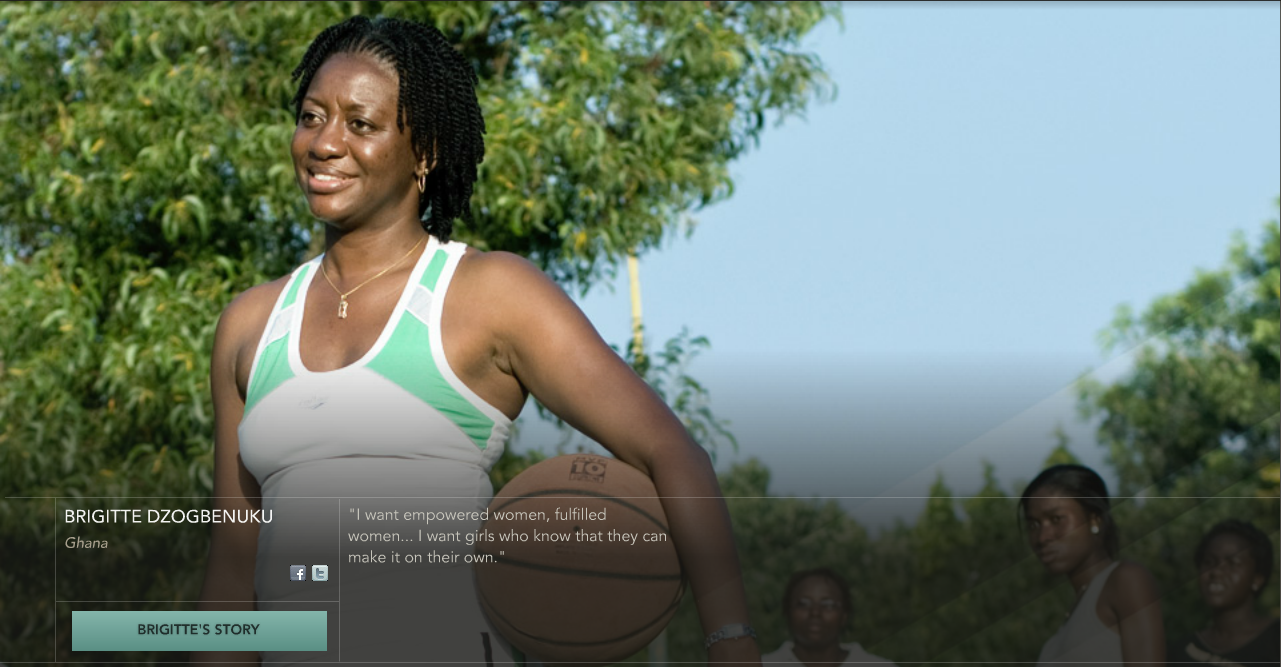 BRIGITTE DZOGBENUKU
Ghana
"I want empowered women, fulfilled
women... I want girls who know that they can
make it on their own."
BRIGITTE'S STORY
10